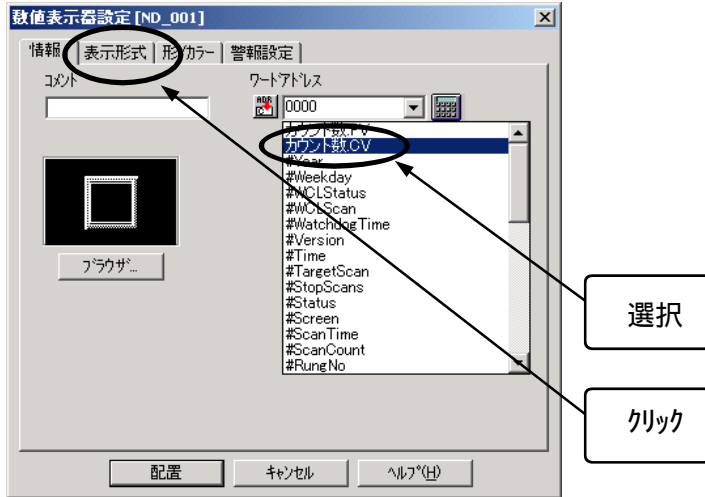 数値表示器設定 [ND_001]
情報 表示形式 形/カラー 警報設定
コメント ワードアドレス
0000
カウント数.PV
カウント数.CV
#Year
#Weekday
#WCLStatus
#WCLScan
#WatchdogTime
#Version
#Time
#TargetScan
#StopScans
#Status
#Screen
#ScanTime
#ScanCount
#RungNo
ブラウザ...
選択
クリック
配置 キャンセル ヘルプ(H)